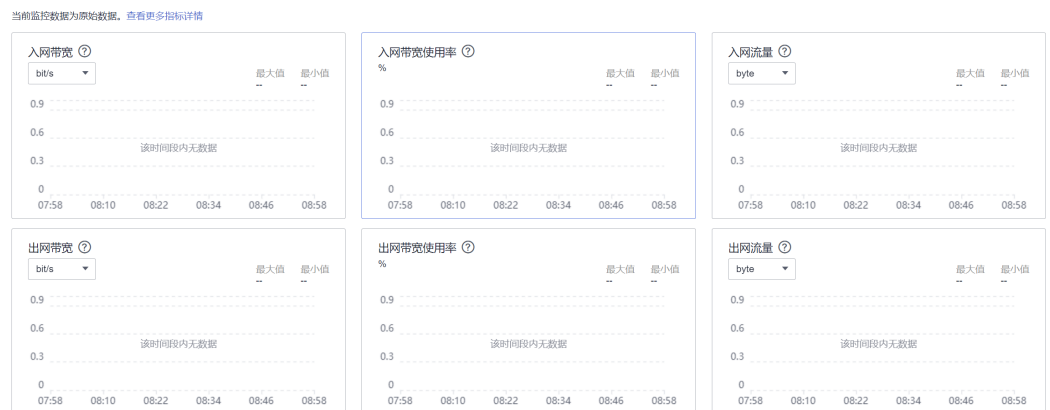 当前监控数据为原始数据。查看更多指标详情
入网带宽 ?
bit/s
最大值 最小值
-- --
0.9
0.6
该时间段内无数据
0.3
0
07:58 08:10 08:22 08:34 08:46 08:58
入网带宽使用率 ?
%
最大值 最小值
-- --
0.9
0.6
该时间段内无数据
0.3
0
07:58 08:10 08:22 08:34 08:46 08:58
入网流量 ?
byte
最大值 最小值
-- --
0.9
0.6
该时间段内无数据
0.3
0
07:58 08:10 08:22 08:34 08:46 08:58
出网带宽 ?
bit/s
最大值 最小值
-- --
0.9
0.6
该时间段内无数据
0.3
0
07:58 08:10 08:22 08:34 08:46 08:58
出网带宽使用率 ?
%
最大值 最小值
-- --
0.9
0.6
该时间段内无数据
0.3
0
07:58 08:10 08:22 08:34 08:46 08:58
出网流量 ?
byte
最大值 最小值
-- --
0.9
0.6
该时间段内无数据
0.3
0
07:58 08:10 08:22 08:34 08:46 08:58